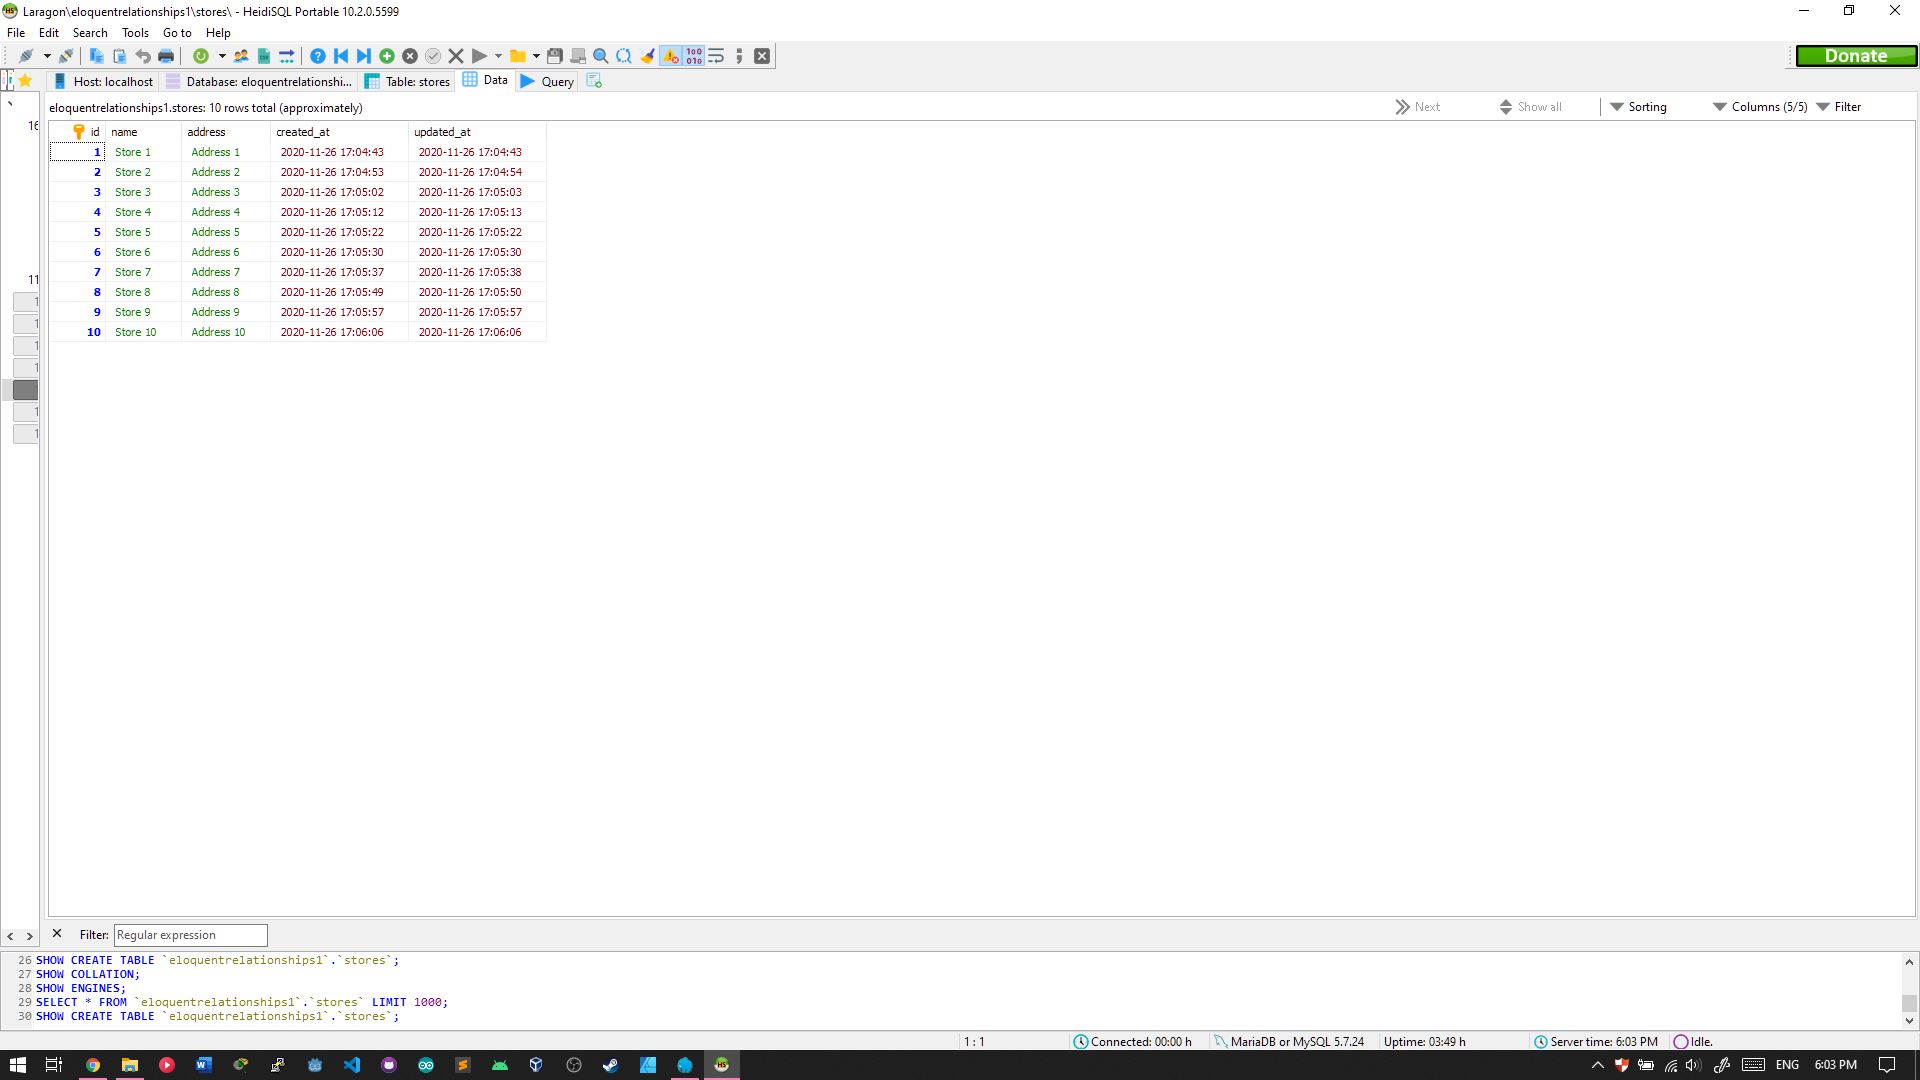 Laragon\eloquentrelationships1\stores\ - HeidiSQL Portable 10.2.0.5599
File Edit Search Tools Go to Help
Donate
Host: localhost Database: eloquentrelationshi... Table: stores Data Query
eloquentrelationships1.stores: 10 rows total (approximately) Next Show all Sorting Columns (5/5) Filter
id name address created_at updated_at
1 Store 1 Address 1 2020-11-26 17:04:43 2020-11-26 17:04:43
2 Store 2 Address 2 2020-11-26 17:04:53 2020-11-26 17:04:54
3 Store 3 Address 3 2020-11-26 17:05:02 2020-11-26 17:05:03
4 Store 4 Address 4 2020-11-26 17:05:12 2020-11-26 17:05:13
5 Store 5 Address 5 2020-11-26 17:05:22 2020-11-26 17:05:22
6 Store 6 Address 6 2020-11-26 17:05:30 2020-11-26 17:05:30
7 Store 7 Address 7 2020-11-26 17:05:37 2020-11-26 17:05:38
8 Store 8 Address 8 2020-11-26 17:05:49 2020-11-26 17:05:50
9 Store 9 Address 9 2020-11-26 17:05:57 2020-11-26 17:05:57
10 Store 10 Address 10 2020-11-26 17:06:06 2020-11-26 17:06:06
Filter: Regular expression
26 SHOW CREATE TABLE `eloquentrelationships1`.`stores`;
27 SHOW COLLATION;
28 SHOW ENGINES;
29 SELECT * FROM `eloquentrelationships1`.`stores` LIMIT 1000;
30 SHOW CREATE TABLE `eloquentrelationships1`.`stores`;
1 : 1 Connected: 00:00 h MariaDB or MySQL 5.7.24 Uptime: 03:49 h Server time: 6:03 PM Idle.
ENG 6:03 PM